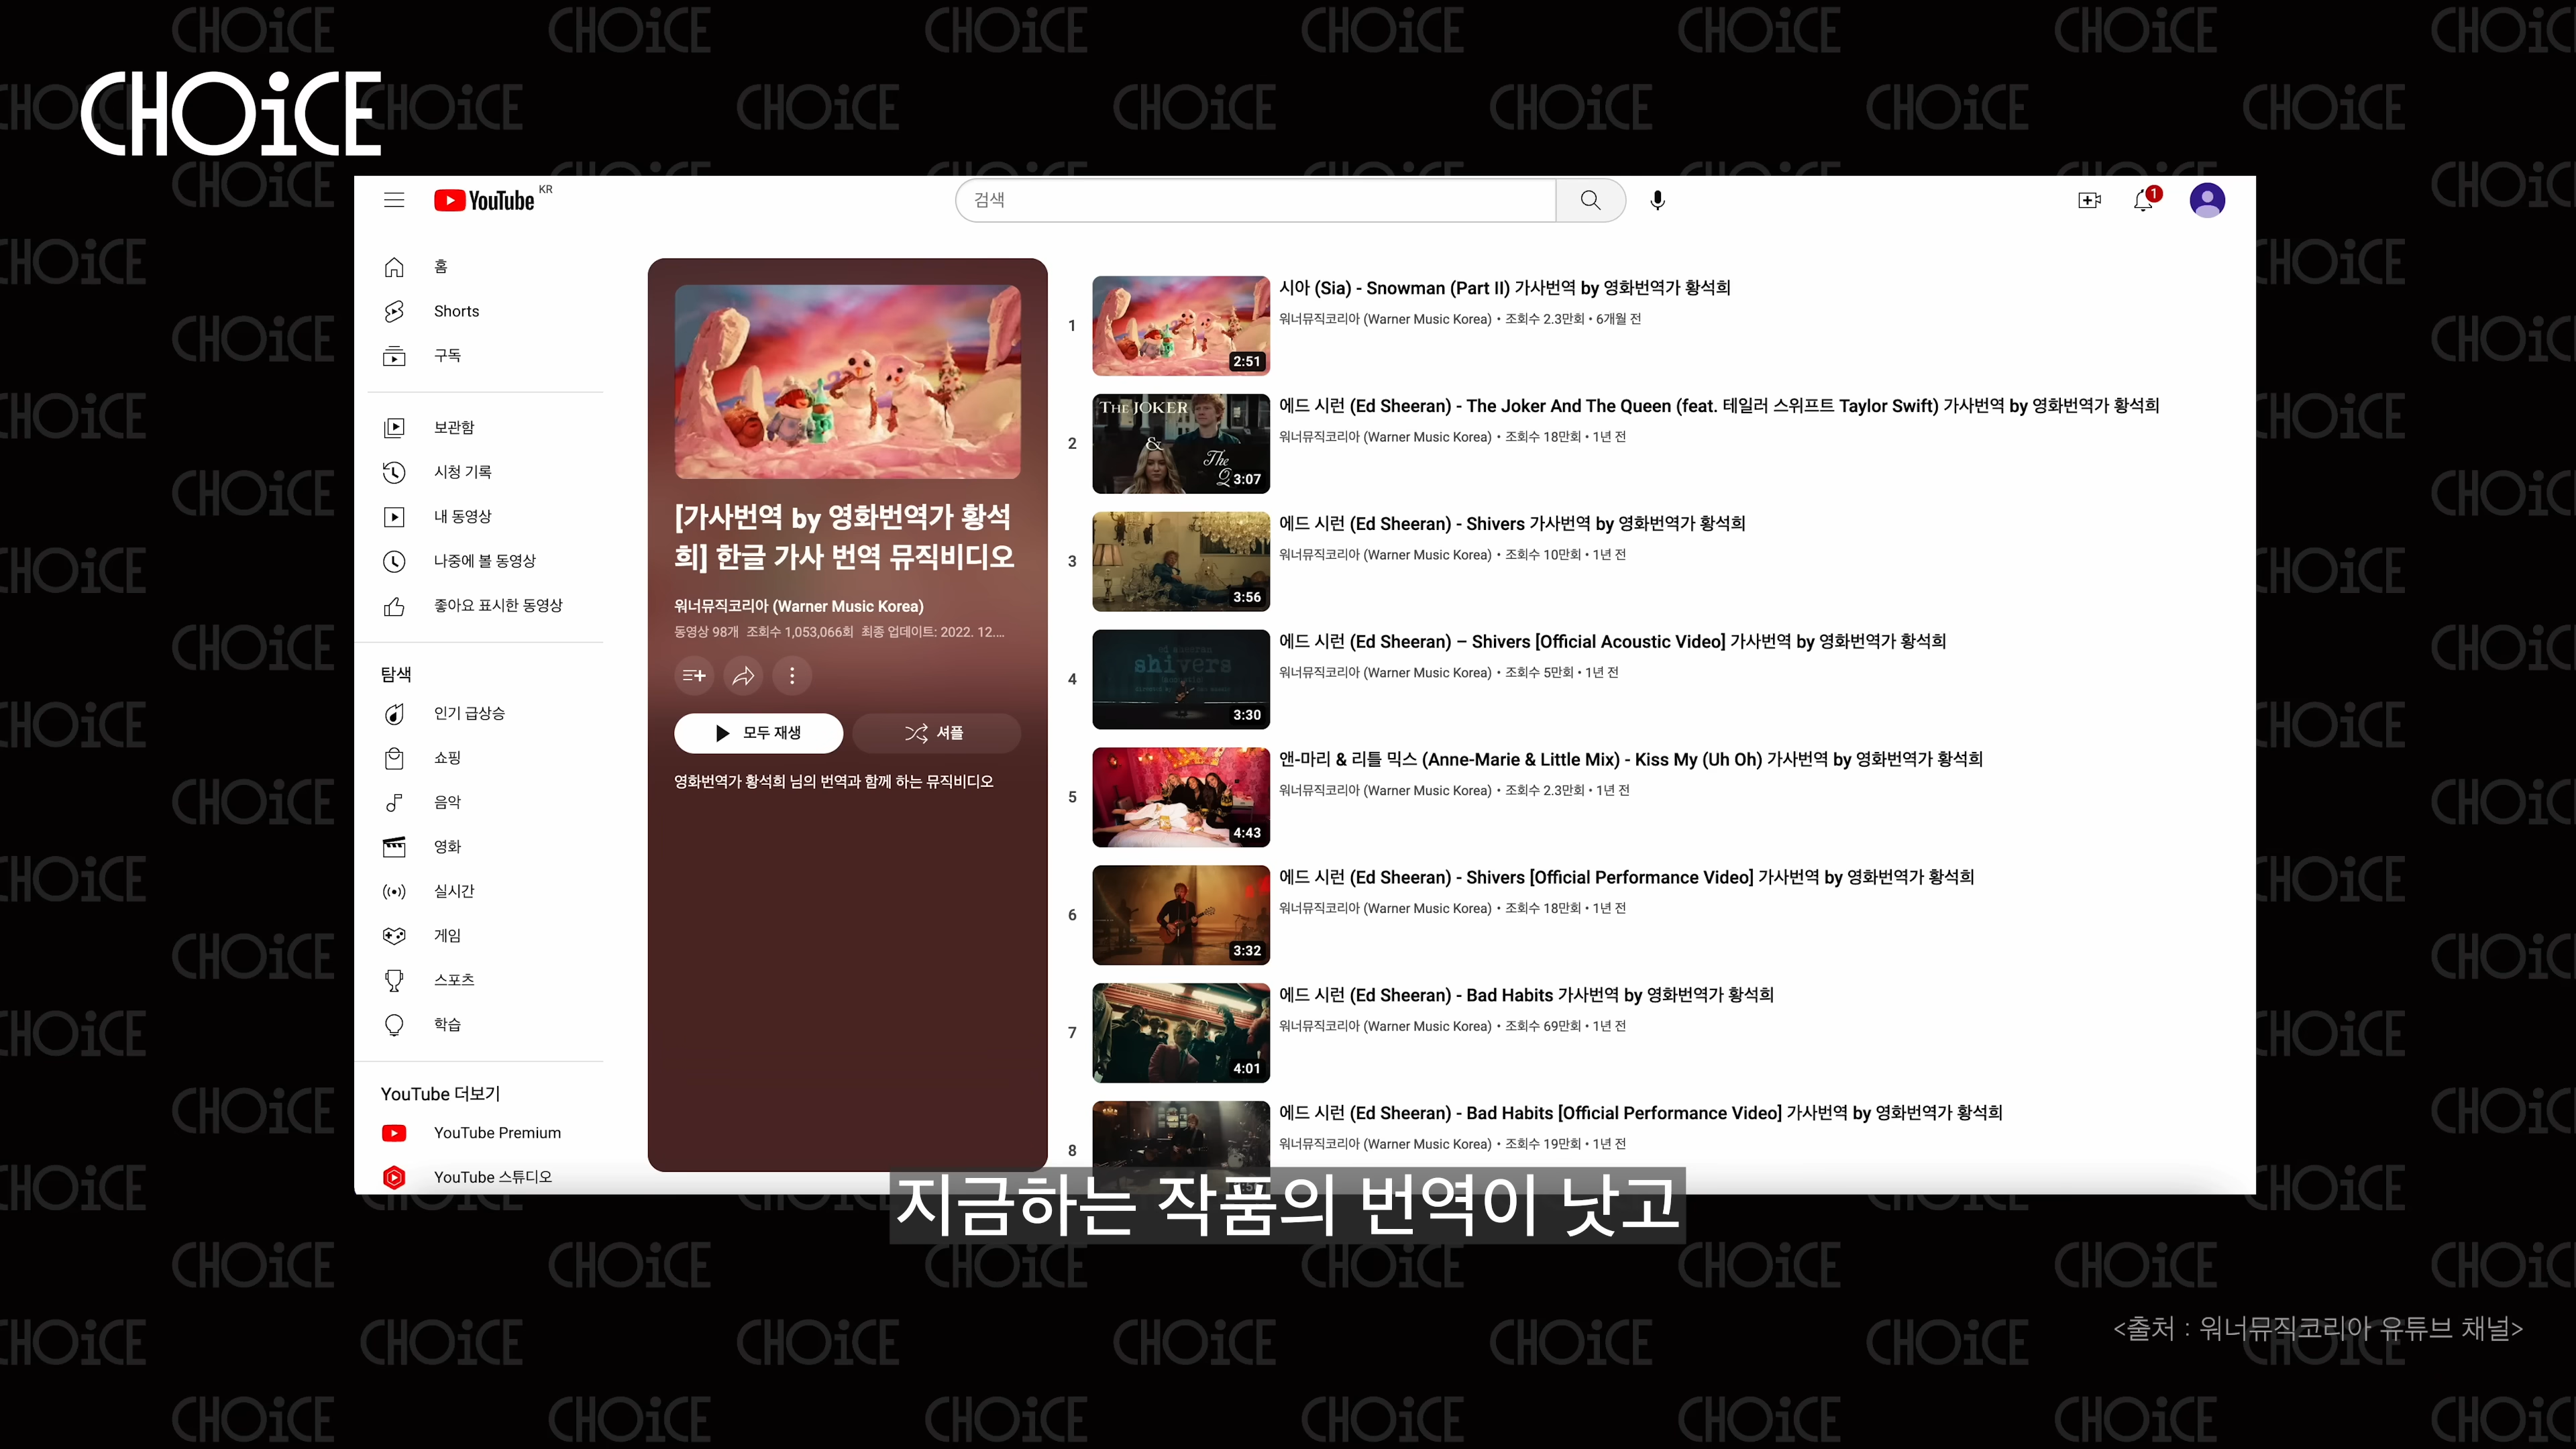 CHOiCE
YouTube KR
검색
1
홈
Shorts
구독
보관함
시청 기록
내 동영상
나중에 볼 동영상
좋아요 표시한 동영상
탐색
인기 급상승
쇼핑
음악
영화
실시간
게임
스포츠
학습
YouTube 더보기
YouTube Premium
YouTube 스튜디오
[가사번역 by 영화번역가 황석
희] 한글 가사 번역 뮤직비디오
워너뮤직코리아 (Warner Music Korea)
동영상 98개 조회수 1,053,066회 최종 업데이트: 2022. 12....
모두 재생
셔플
영화번역가 황석희 님의 번역과 함께 하는 뮤직비디오
1
2:51
시아 (Sia) - Snowman (Part II) 가사번역 by 영화번역가 황석희
워너뮤직코리아 (Warner Music Korea) • 조회수 2.3만회 • 6개월 전
2
THE JOKER
&
The
Q
3:07
에드 시런 (Ed Sheeran) - The Joker And The Queen (feat. 테일러 스위프트 Taylor Swift) 가사번역 by 영화번역가 황석희
워너뮤직코리아 (Warner Music Korea) • 조회수 18만회 • 1년 전
3
3:56
에드 시런 (Ed Sheeran) - Shivers 가사번역 by 영화번역가 황석희
워너뮤직코리아 (Warner Music Korea) • 조회수 10만회 • 1년 전
4
ed sheeran
shivers
3:30
에드 시런 (Ed Sheeran) – Shivers [Official Acoustic Video] 가사번역 by 영화번역가 황석희
워너뮤직코리아 (Warner Music Korea) • 조회수 5만회 • 1년 전
5
4:43
앤-마리 & 리틀 믹스 (Anne-Marie & Little Mix) - Kiss My (Uh Oh) 가사번역 by 영화번역가 황석희
워너뮤직코리아 (Warner Music Korea) • 조회수 2.3만회 • 1년 전
6
3:32
에드 시런 (Ed Sheeran) - Shivers [Official Performance Video] 가사번역 by 영화번역가 황석희
워너뮤직코리아 (Warner Music Korea) • 조회수 18만회 • 1년 전
7
4:01
에드 시런 (Ed Sheeran) - Bad Habits 가사번역 by 영화번역가 황석희
워너뮤직코리아 (Warner Music Korea) • 조회수 69만회 • 1년 전
8
에드 시런 (Ed Sheeran) - Bad Habits [Official Performance Video] 가사번역 by 영화번역가 황석희
워너뮤직코리아 (Warner Music Korea) • 조회수 19만회 • 1년 전
지금하는 작품의 번역이 낫고
<출처 : 워너뮤직코리아 유튜브 채널>